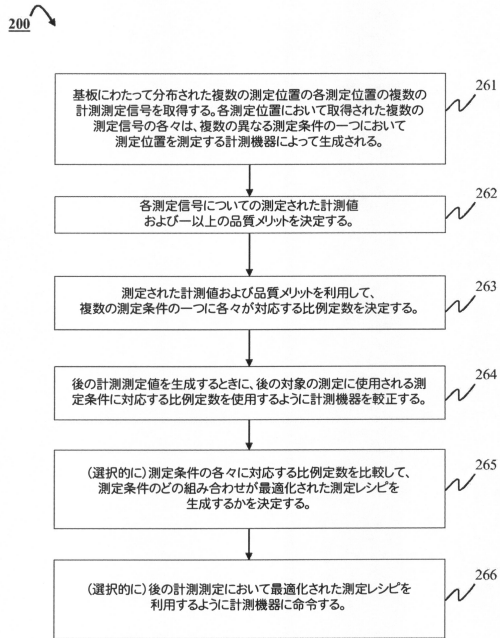 200
基板にわたって分布された複数の測定位置の各測定位置の複数の
計測測定信号を取得する。各測定位置において取得された複数の
測定信号の各々は、複数の異なる測定条件の一つにおいて
測定位置を測定する計測機器によって生成される。
261
各測定信号についての測定された計測値
および一以上の品質メリットを決定する。
262
測定された計測値および品質メリットを利用して、
複数の測定条件の一つに各々が対応する比例定数を決定する。
263
後の計測測定値を生成するときに、後の対象の測定に使用される測
定条件に対応する比例定数を使用するように計測機器を較正する。
264
(選択的に)測定条件の各々に対応する比例定数を比較して、
測定条件のどの組み合わせが最適化された測定レシピを
生成するかを決定する。
265
(選択的に)後の計測測定において最適化された測定レシピを
利用するように計測機器に命令する。
266